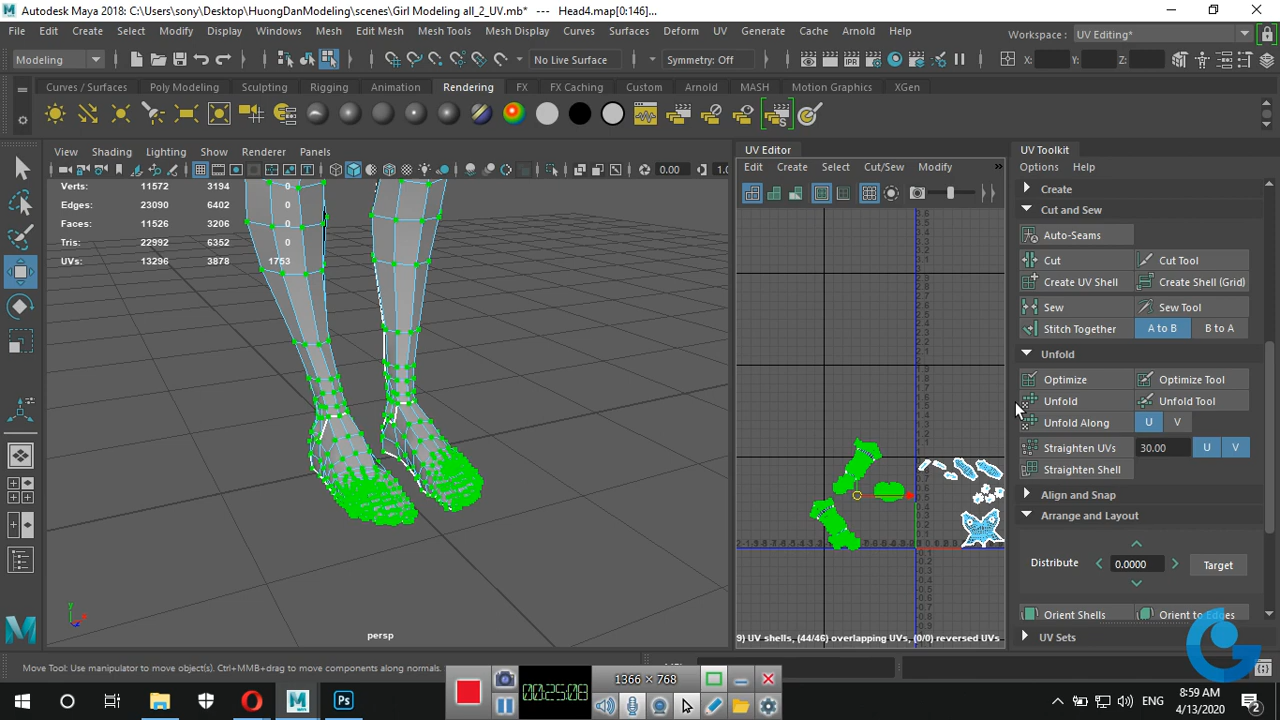 Autodesk Maya 2018: C:\Users\sony\Desktop\HuongDanModeling\scenes\Girl Modeling all_2_UV.mb* --- Head4.map[0:146]...
File Edit Create Select Modify Display Windows Mesh Edit Mesh Mesh Tools Mesh Display Curves Surfaces Deform UV Generate Cache Arnold Help
Workspace : UV Editing*
Modeling No Live Surface Symmetry: Off X: Y: Z:
Curves / Surfaces Poly Modeling Sculpting Rigging Animation Rendering FX FX Caching Custom Arnold MASH Motion Graphics XGen
View Shading Lighting Show Renderer Panels
0.00 1.0
Verts: 11572 3194 0
Edges: 23090 6402 0
Faces: 11526 3206 0
Tris: 22992 6352 0
UVs: 13296 3878 1753
persp
UV Editor
Edit Create Select Cut/Sew Modify
9) UV shells, (44/46) overlapping UVs, (0/0) reversed UVs
UV Toolkit
Options Help
Create
Cut and Sew
Auto-Seams
Cut Cut Tool
Create UV Shell Create Shell (Grid)
Sew Sew Tool
Stitch Together A to B B to A
Unfold
Optimize Optimize Tool
Unfold Unfold Tool
Unfold Along U V
Straighten UVs 30.00 U V
Straighten Shell
Align and Snap
Arrange and Layout
Distribute 0.0000 Target
Orient Shells Orient to Edges
UV Sets
Move Tool: Use manipulator to move object(s). Ctrl+MMB+drag to move components along normals.
1366 × 768
00:25:08
ENG
8:59 AM
4/13/2020
2